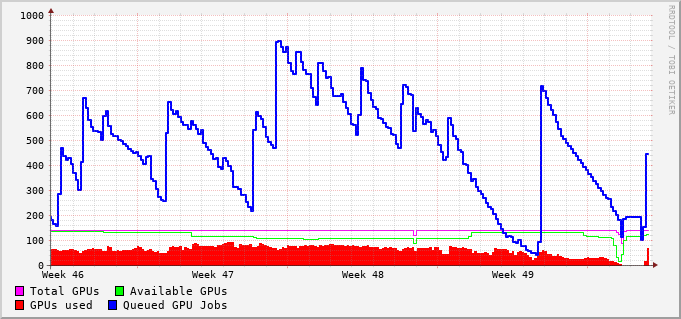 1000
900
800
700
600
500
400
300
200
100
0
Week 46 Week 47 Week 48 Week 49
Total GPUs Available GPUs
GPUs used Queued GPU Jobs
RRDTOOL / TOBI OETIKER